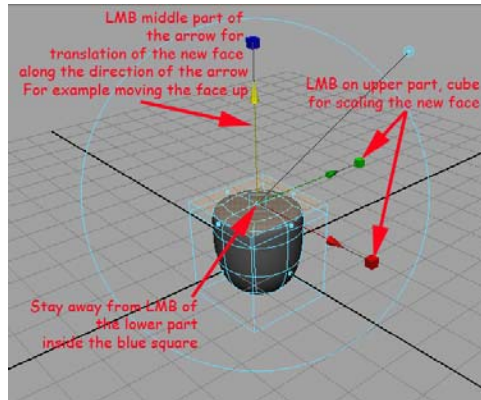 LMB middle part of
the arrow for
translation of the new face
along the direction of the arrow
For example moving the face up
LMB on upper part, cube
for scaling the new face
Stay away from LMB of
the lower part
inside the blue square